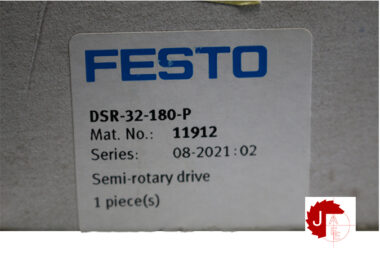 FESTO
DSR-32-180-P
Mat. No.: 11912
Series: 08-2021:02
Semi-rotary drive
1 piece(s)